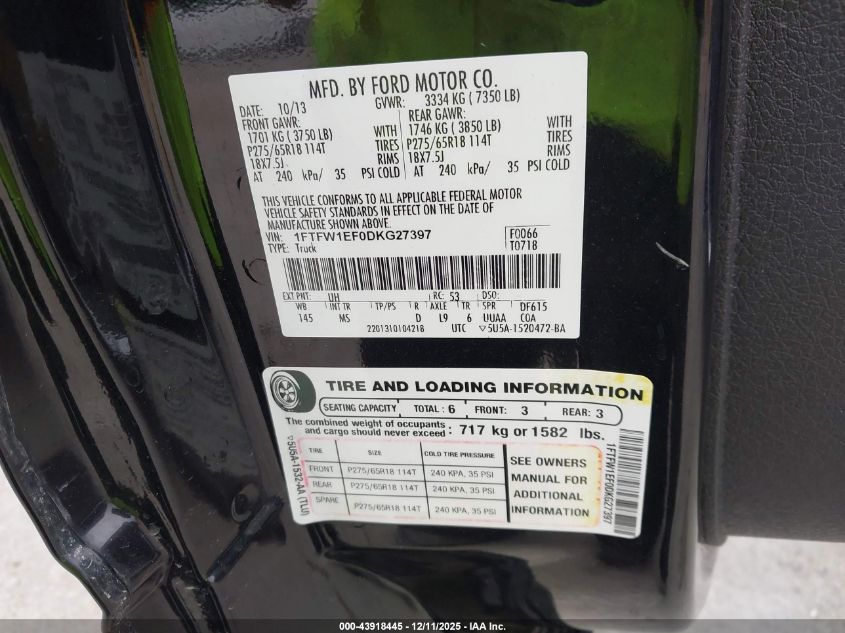 MFD. BY FORD MOTOR CO.
DATE: 10/13 GVWR: 3334 KG ( 7350 LB)
FRONT GAWR: REAR GAWR:
1701 KG ( 3750 LB) WITH 1746 KG ( 3850 LB) WITH
P275/65R18 114T TIRES P275/65R18 114T TIRES
18X7.5J RIMS 18X7.5J RIMS
AT 240 kPa/ 35 PSI COLD AT 240 kPa/ 35 PSI COLD
THIS VEHICLE CONFORMS TO ALL APPLICABLE FEDERAL MOTOR
VEHICLE SAFETY STANDARDS IN EFFECT ON THE DATE OF
MANUFACTURE SHOWN ABOVE.
VIN: 1FTFW1EF0DKG27397 F0066
TYPE: Truck T0718
EXT PNT: UH RC: 53 DSO:
WB INT TR TP/PS R AXLE TR SPR DF615
145 MS D L9 6 UUAA COA
2201310104218 UTC ▽5U5A-1520472-BA
TIRE AND LOADING INFORMATION
SEATING CAPACITY TOTAL : 6 FRONT: 3 REAR: 3
The combined weight of occupants
and cargo should never exceed : 717 kg or 1582 lbs.
TIRE SIZE COLD TIRE PRESSURE
FRONT P275/65R18 114T 240 KPA, 35 PSI
REAR P275/65R18 114T 240 KPA, 35 PSI
SPARE P275/65R18 114T 240 KPA, 35 PSI
SEE OWNERS
MANUAL FOR
ADDITIONAL
INFORMATION
▽5U5A-1532-AA (TLU)
1FTFW1EF0DKG27397
000-43918445 - 12/11/2025 - IAA Inc.